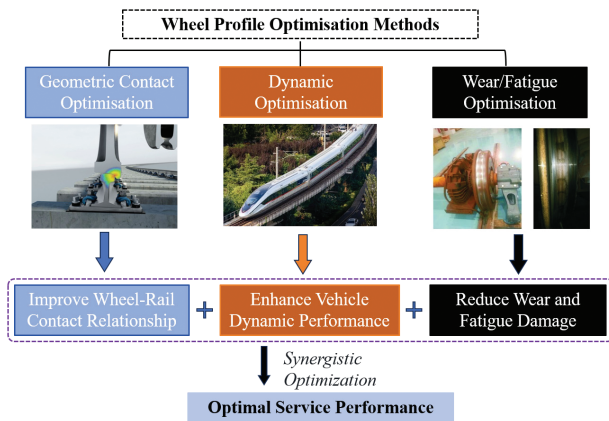 Wheel Profile Optimisation Methods
Geometric Contact
Optimisation
Dynamic
Optimisation
Wear/Fatigue
Optimisation
Improve Wheel-Rail
Contact Relationship
+
Enhance Vehicle
Dynamic Performance
+
Reduce Wear and
Fatigue Damage
Synergistic
Optimization
Optimal Service Performance